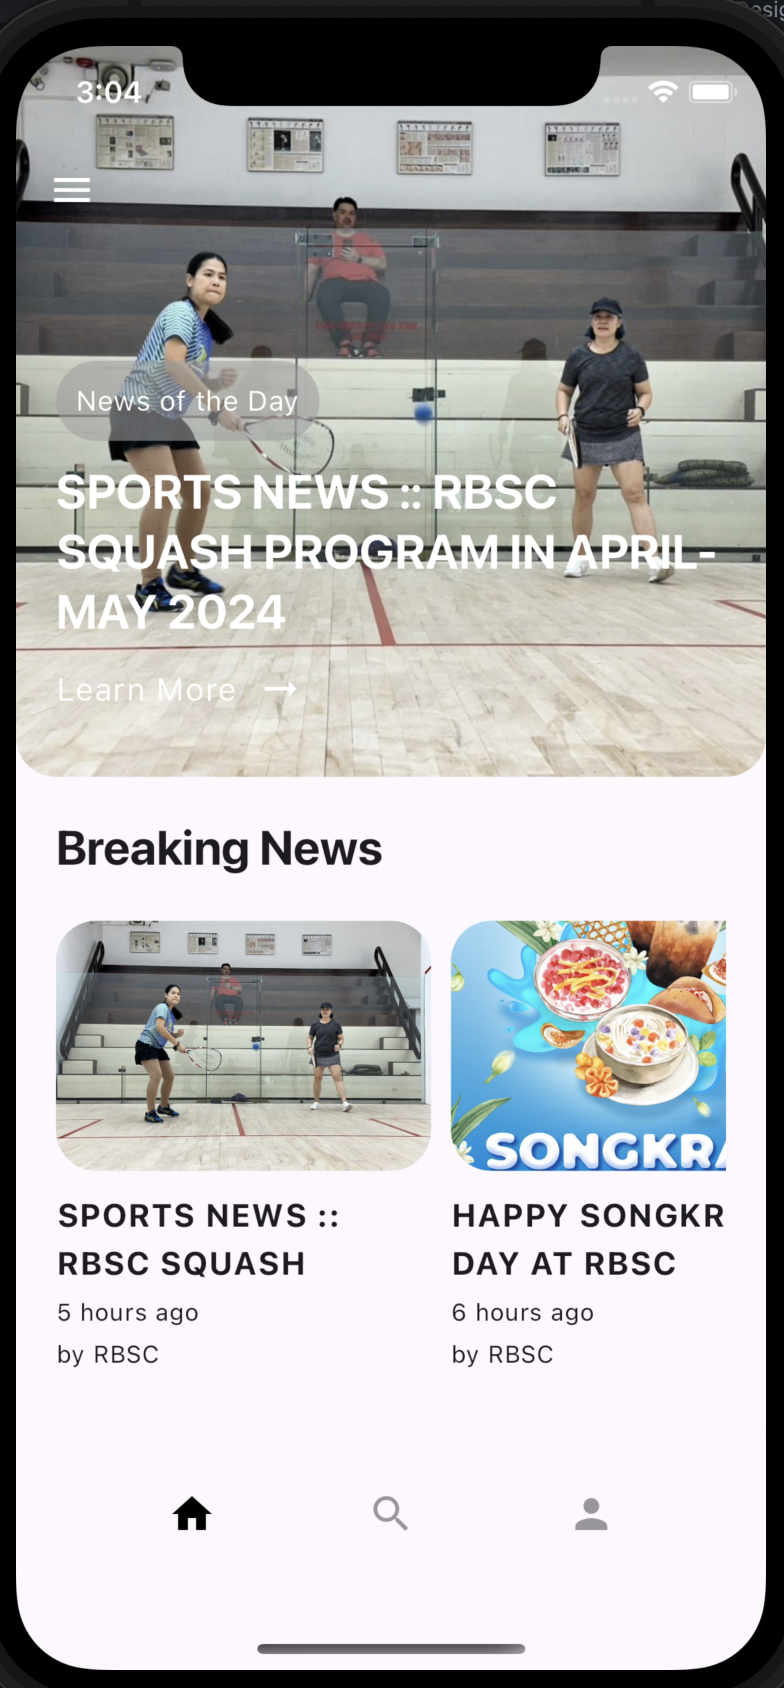 3:04
News of the Day
SPORTS NEWS :: RBSC
SQUASH PROGRAM IN APRIL-
MAY 2024
Learn More
Breaking News
SONGKRA
SPORTS NEWS ::
RBSC SQUASH
5 hours ago
by RBSC
HAPPY SONGKR
DAY AT RBSC
6 hours ago
by RBSC